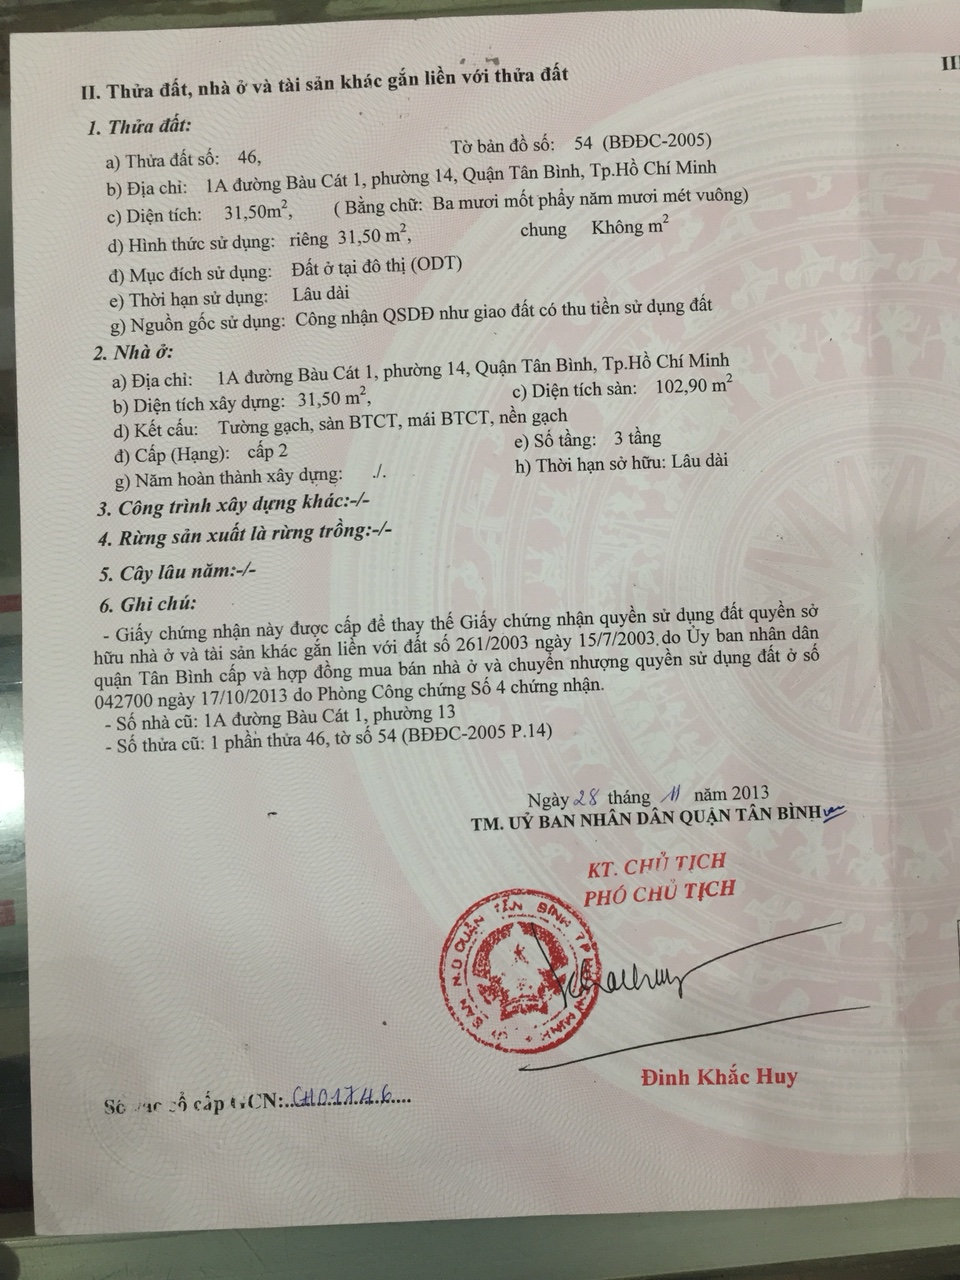 II. Thửa đất, nhà ở và tài sản khác gắn liền với thửa đất
III
1. Thửa đất:
a) Thửa đất số: 46, Tờ bản đồ số: 54 (BĐĐC-2005)
b) Địa chỉ: 1A đường Bàu Cát 1, phường 14, Quận Tân Bình, Tp.Hồ Chí Minh
c) Diện tích: 31,50m², ( Bằng chữ: Ba mươi mốt phẩy năm mươi mét vuông)
d) Hình thức sử dụng: riêng 31,50 m², chung Không m²
đ) Mục đích sử dụng: Đất ở tại đô thị (ODT)
e) Thời hạn sử dụng: Lâu dài
g) Nguồn gốc sử dụng: Công nhận QSDĐ như giao đất có thu tiền sử dụng đất
2. Nhà ở:
a) Địa chỉ: 1A đường Bàu Cát 1, phường 14, Quận Tân Bình, Tp.Hồ Chí Minh
b) Diện tích xây dựng: 31,50 m², c) Diện tích sàn: 102,90 m²
d) Kết cấu: Tường gạch, sàn BTCT, mái BTCT, nền gạch
đ) Cấp (Hạng): cấp 2 e) Số tầng: 3 tầng
g) Năm hoàn thành xây dựng: ./. h) Thời hạn sở hữu: Lâu dài
3. Công trình xây dựng khác:-/-
4. Rừng sản xuất là rừng trồng:-/-
5. Cây lâu năm:-/-
6. Ghi chú:
- Giấy chứng nhận này được cấp để thay thế Giấy chứng nhận quyền sử dụng đất quyền sở
hữu nhà ở và tài sản khác gắn liền với đất số 261/2003 ngày 15/7/2003 do Ủy ban nhân dân
quận Tân Bình cấp và hợp đồng mua bán nhà ở và chuyển nhượng quyền sử dụng đất ở số
042700 ngày 17/10/2013 do Phòng Công chứng Số 4 chứng nhận.
- Số nhà cũ: 1A đường Bàu Cát 1, phường 13
- Số thửa cũ: 1 phần thửa 46, tờ số 54 (BĐĐC-2005 P.14)
Ngày 28 tháng 11 năm 2013
TM. UỶ BAN NHÂN DÂN QUẬN TÂN BÌNH
KT. CHỦ TỊCH
PHÓ CHỦ TỊCH
BAN N.D QUẬN TÂN BÌNH TP
Đinh Khắc Huy
Số vào sổ cấp GCN:..CH01746....